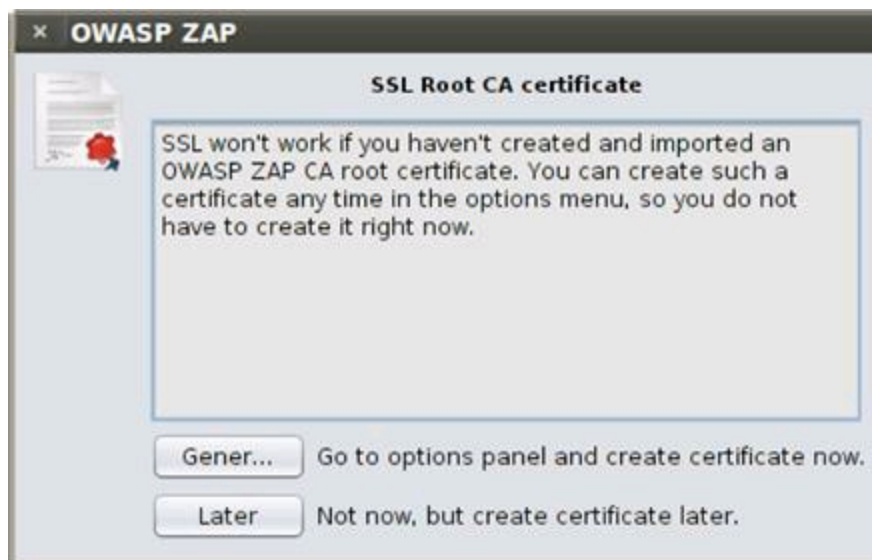 × OWASP ZAP
SSL Root CA certificate
SSL won't work if you haven't created and imported an
OWASP ZAP CA root certificate. You can create such a
certificate any time in the options menu, so you do not
have to create it right now.
Gener... Go to options panel and create certificate now.
Later Not now, but create certificate later.